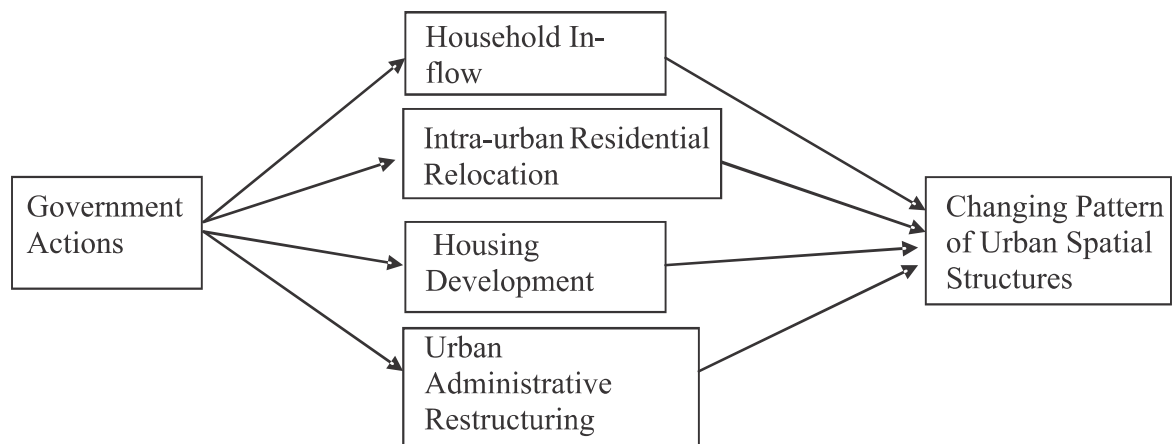 Household In-
flow
Intra-urban Residential
Relocation
Government
Actions
Housing
Development
Urban
Administrative
Restructuring
Changing Pattern
of Urban Spatial
Structures